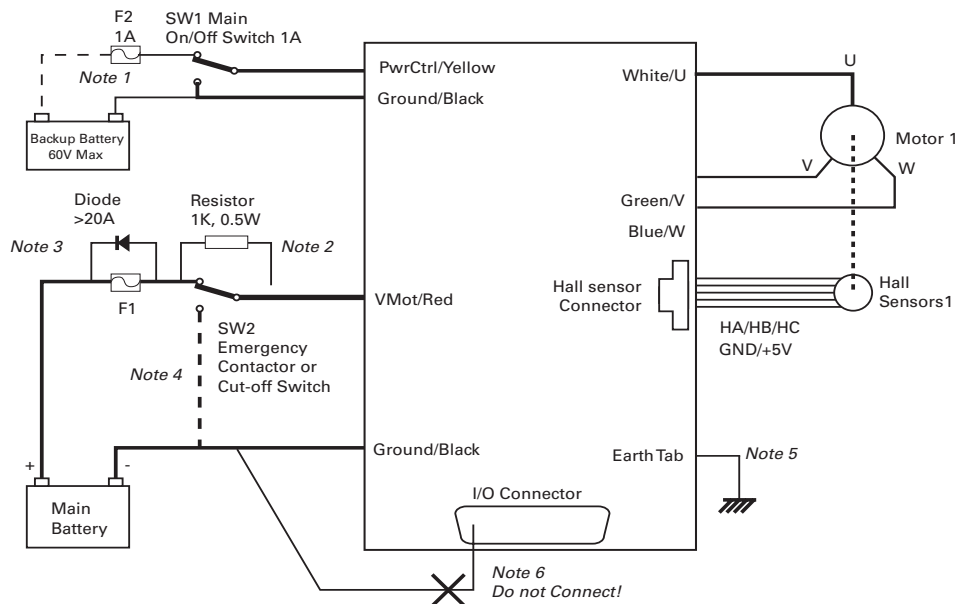 F2
1A
SW1 Main
On/Off Switch 1A
Note 1
Backup Battery
60V Max
PwrCtrl/Yellow
Ground/Black
White/U
U
Motor 1
V
W
Green/V
Blue/W
Diode
>20A
Resistor
1K, 0.5W
Note 3
Note 2
F1
VMot/Red
SW2
Emergency
Contactor or
Cut-off Switch
Note 4
Hall sensor
Connector
Hall
Sensors1
HA/HB/HC
GND/+5V
Ground/Black
Earth Tab
Note 5
+
-
Main
Battery
I/O Connector
Note 6
Do not Connect!